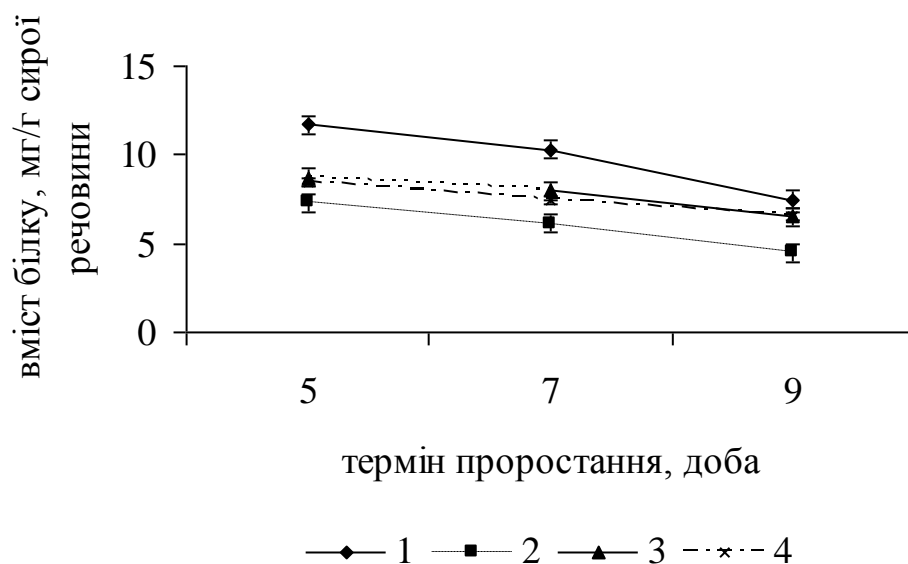 вміст білку, мг/г сирої
речовини
15
10
5
0
5 7 9
термін проростання, доба
1 2 3 4